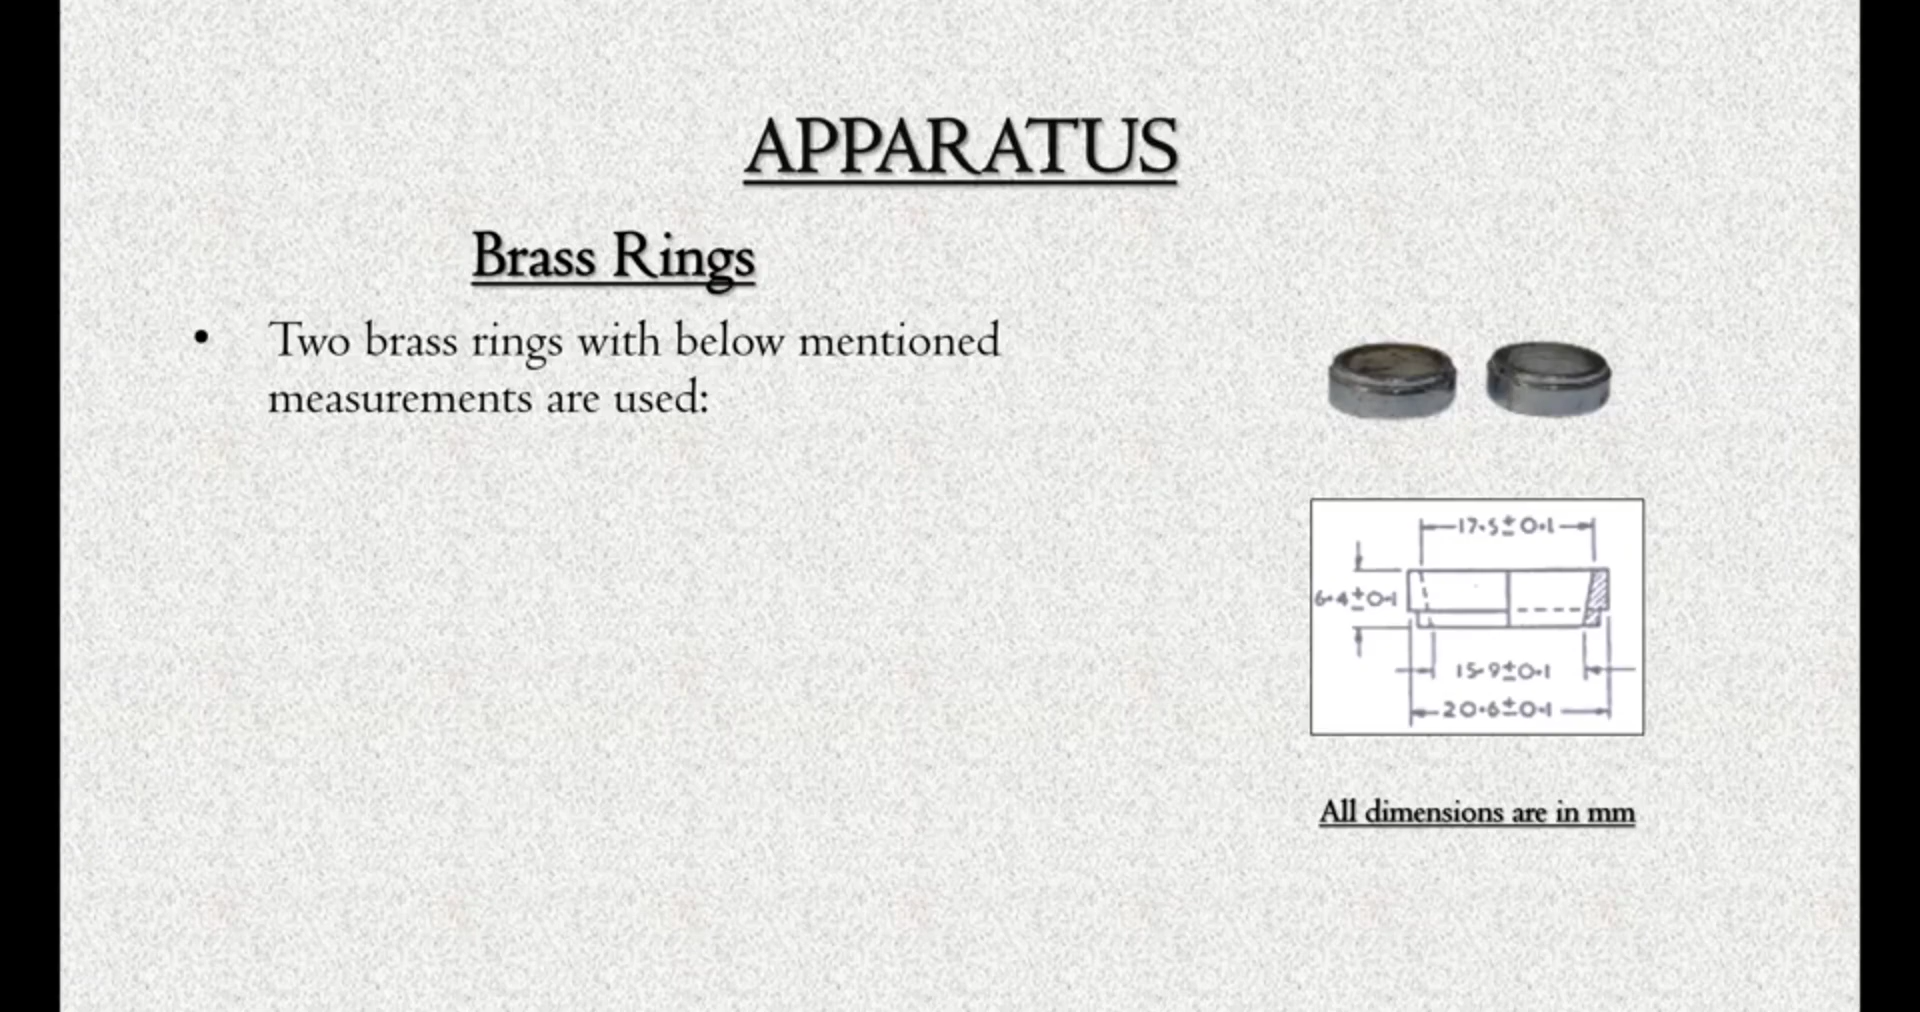 APPARATUS
Brass Rings
• Two brass rings with below mentioned
measurements are used:
17.5±0.1
6.4±0.1
15.9±0.1
20.6±0.1
All dimensions are in mm